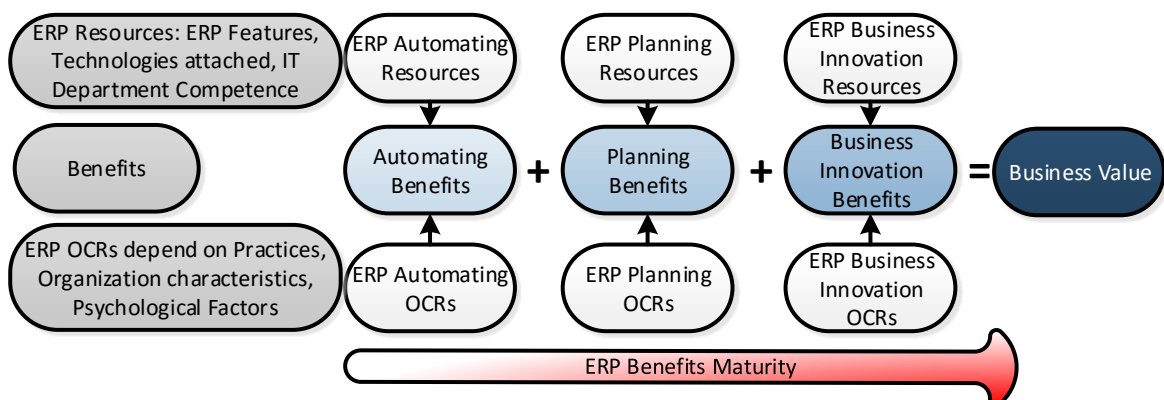 ERP Resources: ERP Features,
Technologies attached, IT
Department Competence
ERP Automating
Resources
ERP Planning
Resources
ERP Business
Innovation
Resources
Benefits
Automating
Benefits
+
Planning
Benefits
+
Business
Innovation
Benefits
=
Business Value
ERP OCRs depend on Practices,
Organization characteristics,
Psychological Factors
ERP Automating
OCRs
ERP Planning
OCRs
ERP Business
Innovation
OCRs
ERP Benefits Maturity